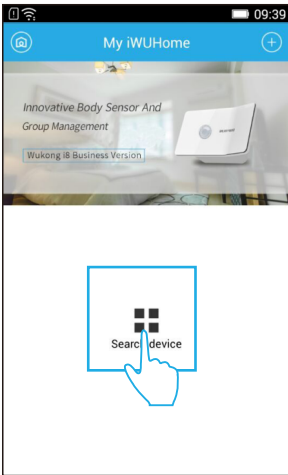 09:39
My iWUHome
Innovative Body Sensor And
Group Management
Wukong i8 Business Version
Search device